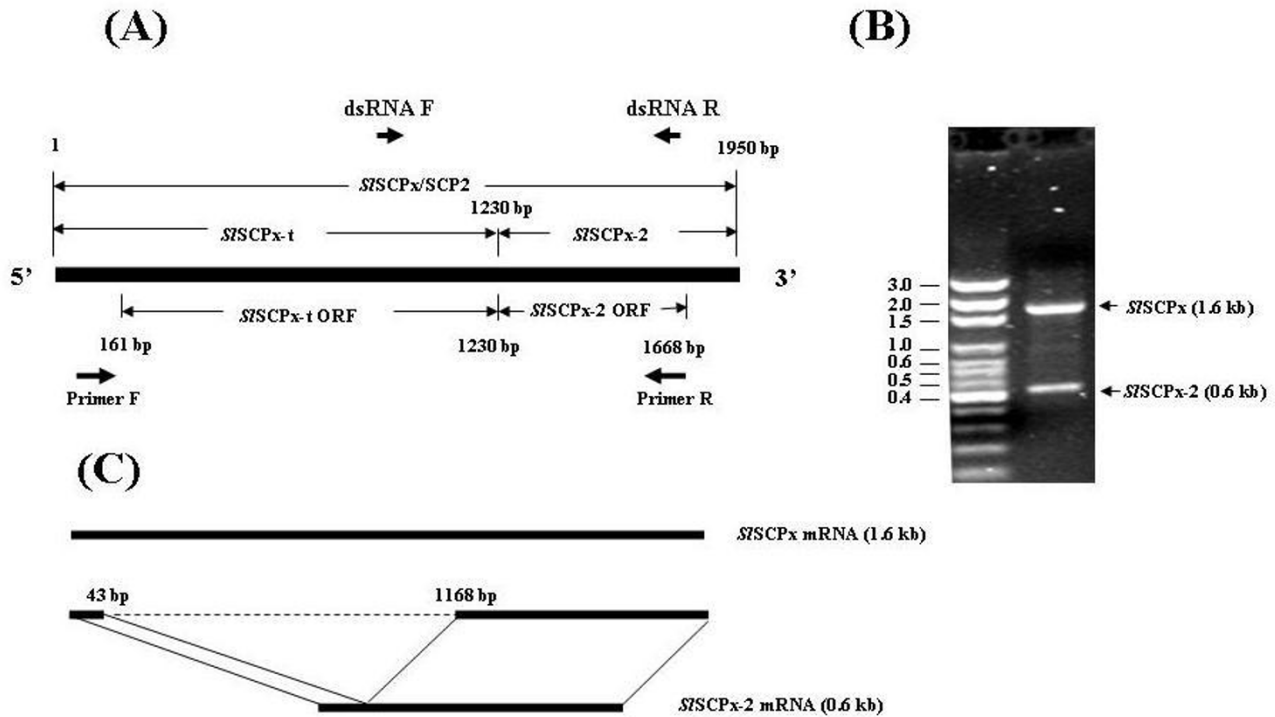 (A)
dsRNA F
dsRNA R
1
1950 bp
SlSCPx/SCP2
1230 bp
SlSCPx-t
SlSCPx-2
5’
3’
SlSCPx-t ORF
SlSCPx-2 ORF
161 bp
1230 bp
1668 bp
Primer F
Primer R
(B)
3.0
2.0
1.5
1.0
0.6
0.5
0.4
SlSCPx (1.6 kb)
SlSCPx-2 (0.6 kb)
(C)
SlSCPx mRNA (1.6 kb)
43 bp
1168 bp
SlSCPx-2 mRNA (0.6 kb)